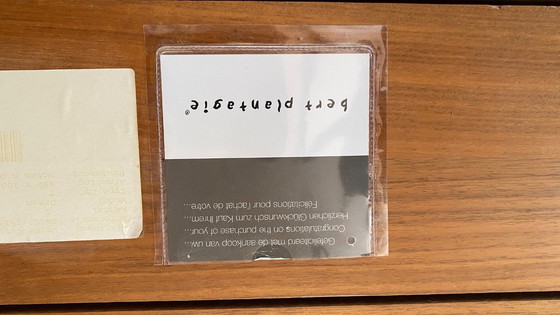 bert plantagie®
Gefeliciteerd met de aankoop van uw...
Congratulations on the purchase of your...
Herzlichen Glückwunsch zum Kauf Ihrem...
Félicitations pour l'achat de votre...